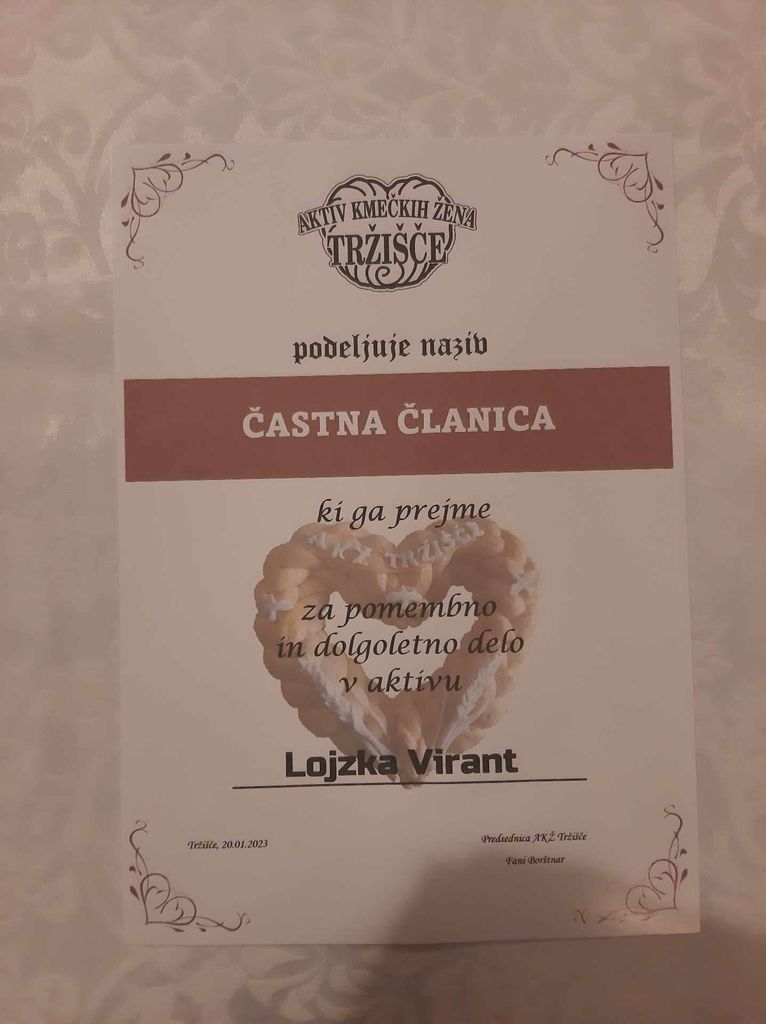 AKTIV KMEČKIH ŽENA
TRŽIŠČE
podeljuje naziv
ČASTNA ČLANICA
ki ga prejme
AKŽ TRŽIŠČE
za pomembno
in dolgoletno delo
v aktivu
Lojzka Virant
Tržišče, 20.01.2023
Predsednica AKŽ Tržišče
Fani Borštnar